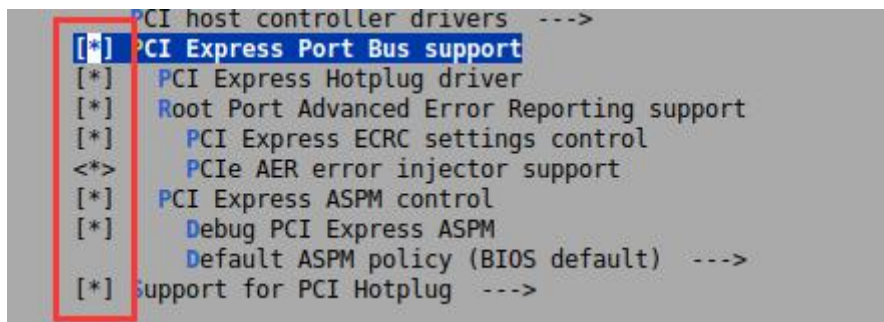 PCI host controller drivers  --->
[*] PCI Express Port Bus support
[*]   PCI Express Hotplug driver
[*]   Root Port Advanced Error Reporting support
[*]     PCI Express ECRC settings control
<*>     PCIe AER error injector support
[*]   PCI Express ASPM control
[*]     Debug PCI Express ASPM
Default ASPM policy (BIOS default)  --->
[*] Support for PCI Hotplug  --->